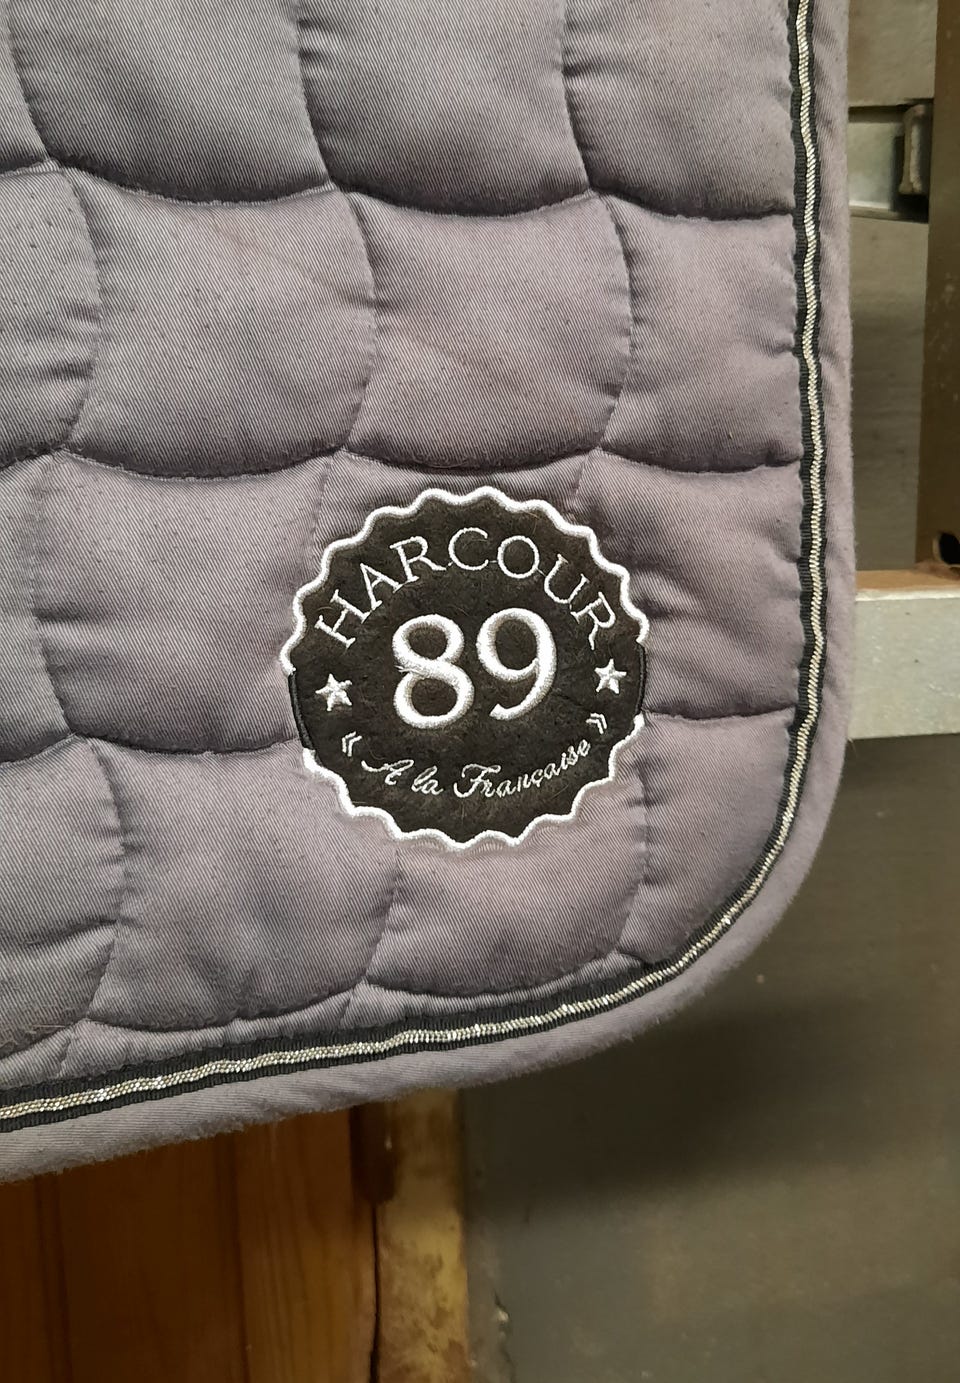 HARCOUR
89
« A la Française »